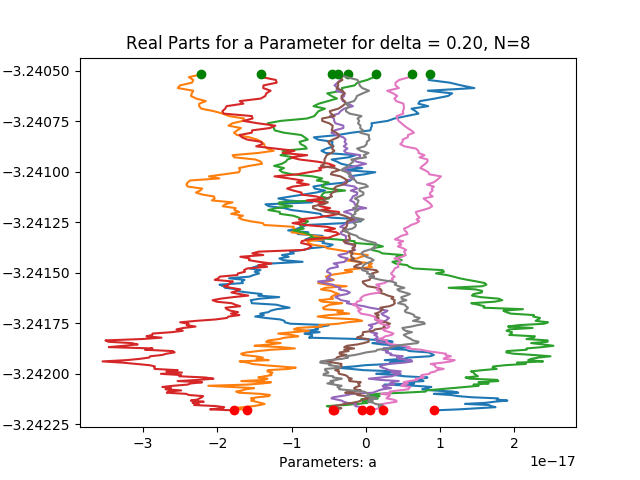 Real Parts for a Parameter for delta = 0.20, N=8
−3.24050
−3.24075
−3.24100
−3.24125
−3.24150
−3.24175
−3.24200
−3.24225
−3 −2 −1 0 1 2
Parameters: a 1e−17